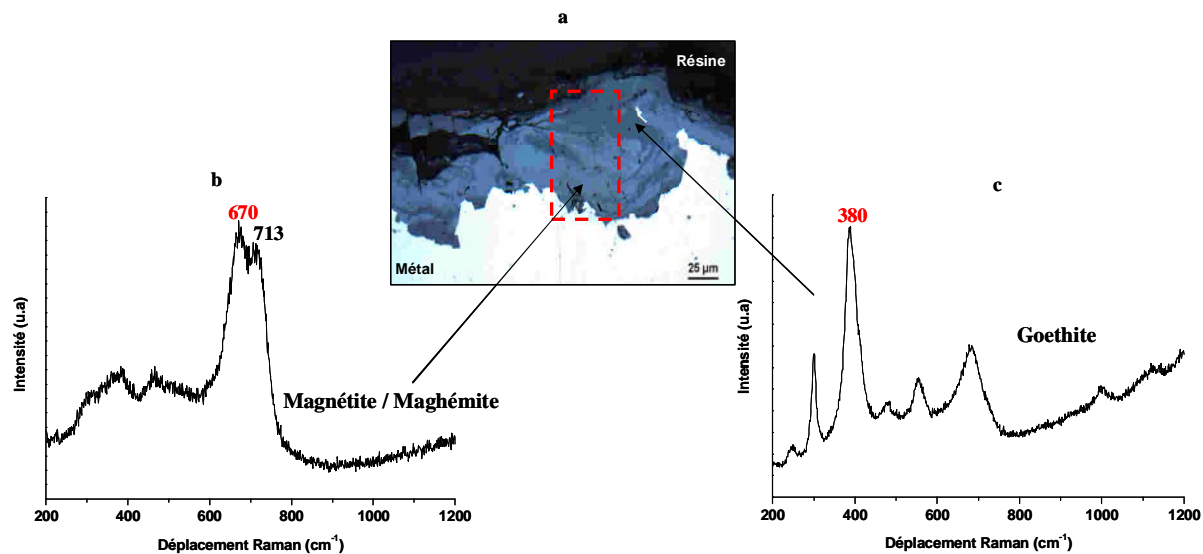 a
Résine
Métal
25 µm
b
670
713
Magnétite / Maghémite
Intensité (u.a)
200 400 600 800 1000 1200
Déplacement Raman (cm-1)
c
380
Goethite
Intensité (u.a)
200 400 600 800 1000 1200
Déplacement Raman (cm-1)